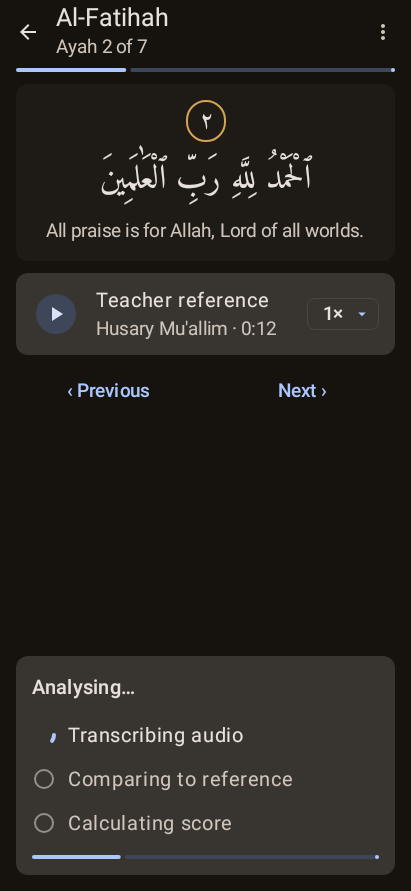 Al-Fatihah
Ayah 2 of 7
٢
ٱلْحَمْدُ لِلَّهِ رَبِّ ٱلْعَـٰلَمِينَ
All praise is for Allah, Lord of all worlds.
Teacher reference
Husary Mu'allim · 0:12
1×
‹ Previous
Next ›
Analysing…
Transcribing audio
Comparing to reference
Calculating score